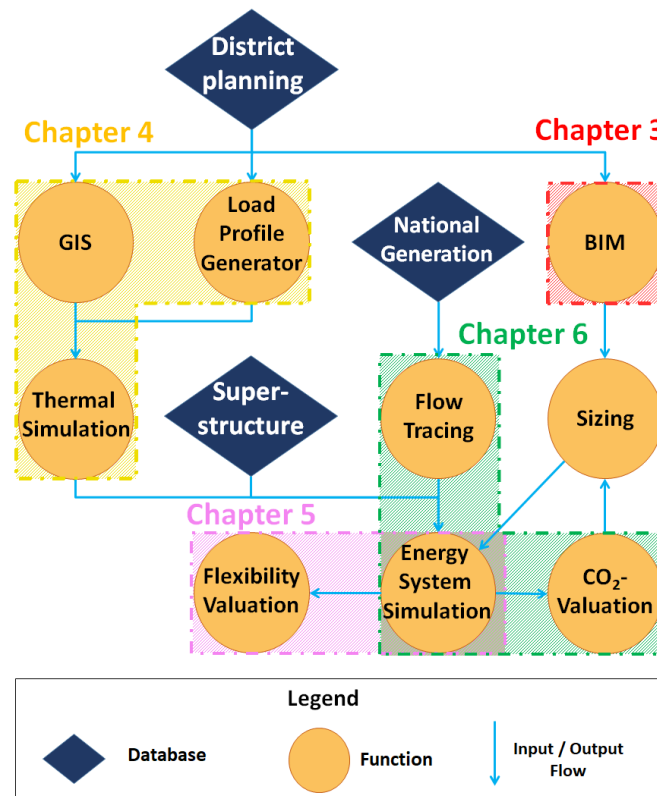 District
planning
Chapter 4
Chapter 3
GIS
Load
Profile
Generator
National
Generation
BIM
Chapter 6
Thermal
Simulation
Super-
structure
Flow
Tracing
Sizing
Chapter 5
Flexibility
Valuation
Energy
System
Simulation
CO₂-
Valuation
Legend
Database
Function
Input / Output
Flow